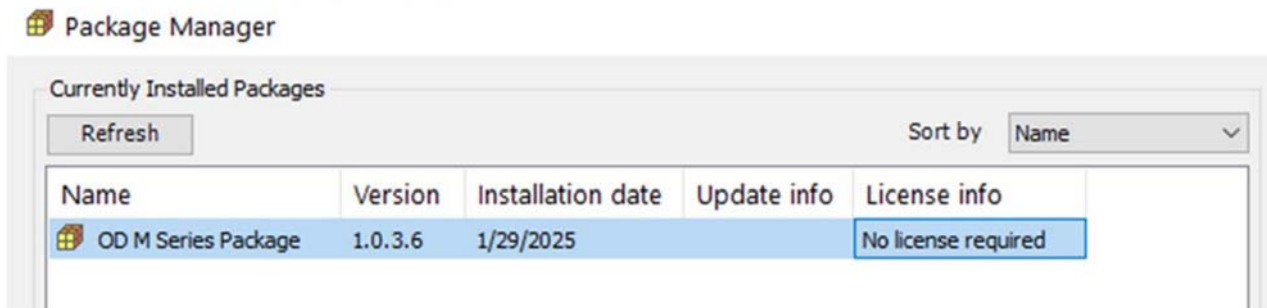 Package Manager
Currently Installed Packages
Refresh Sort by Name
Name Version Installation date Update info License info
OD M Series Package 1.0.3.6 1/29/2025 No license required